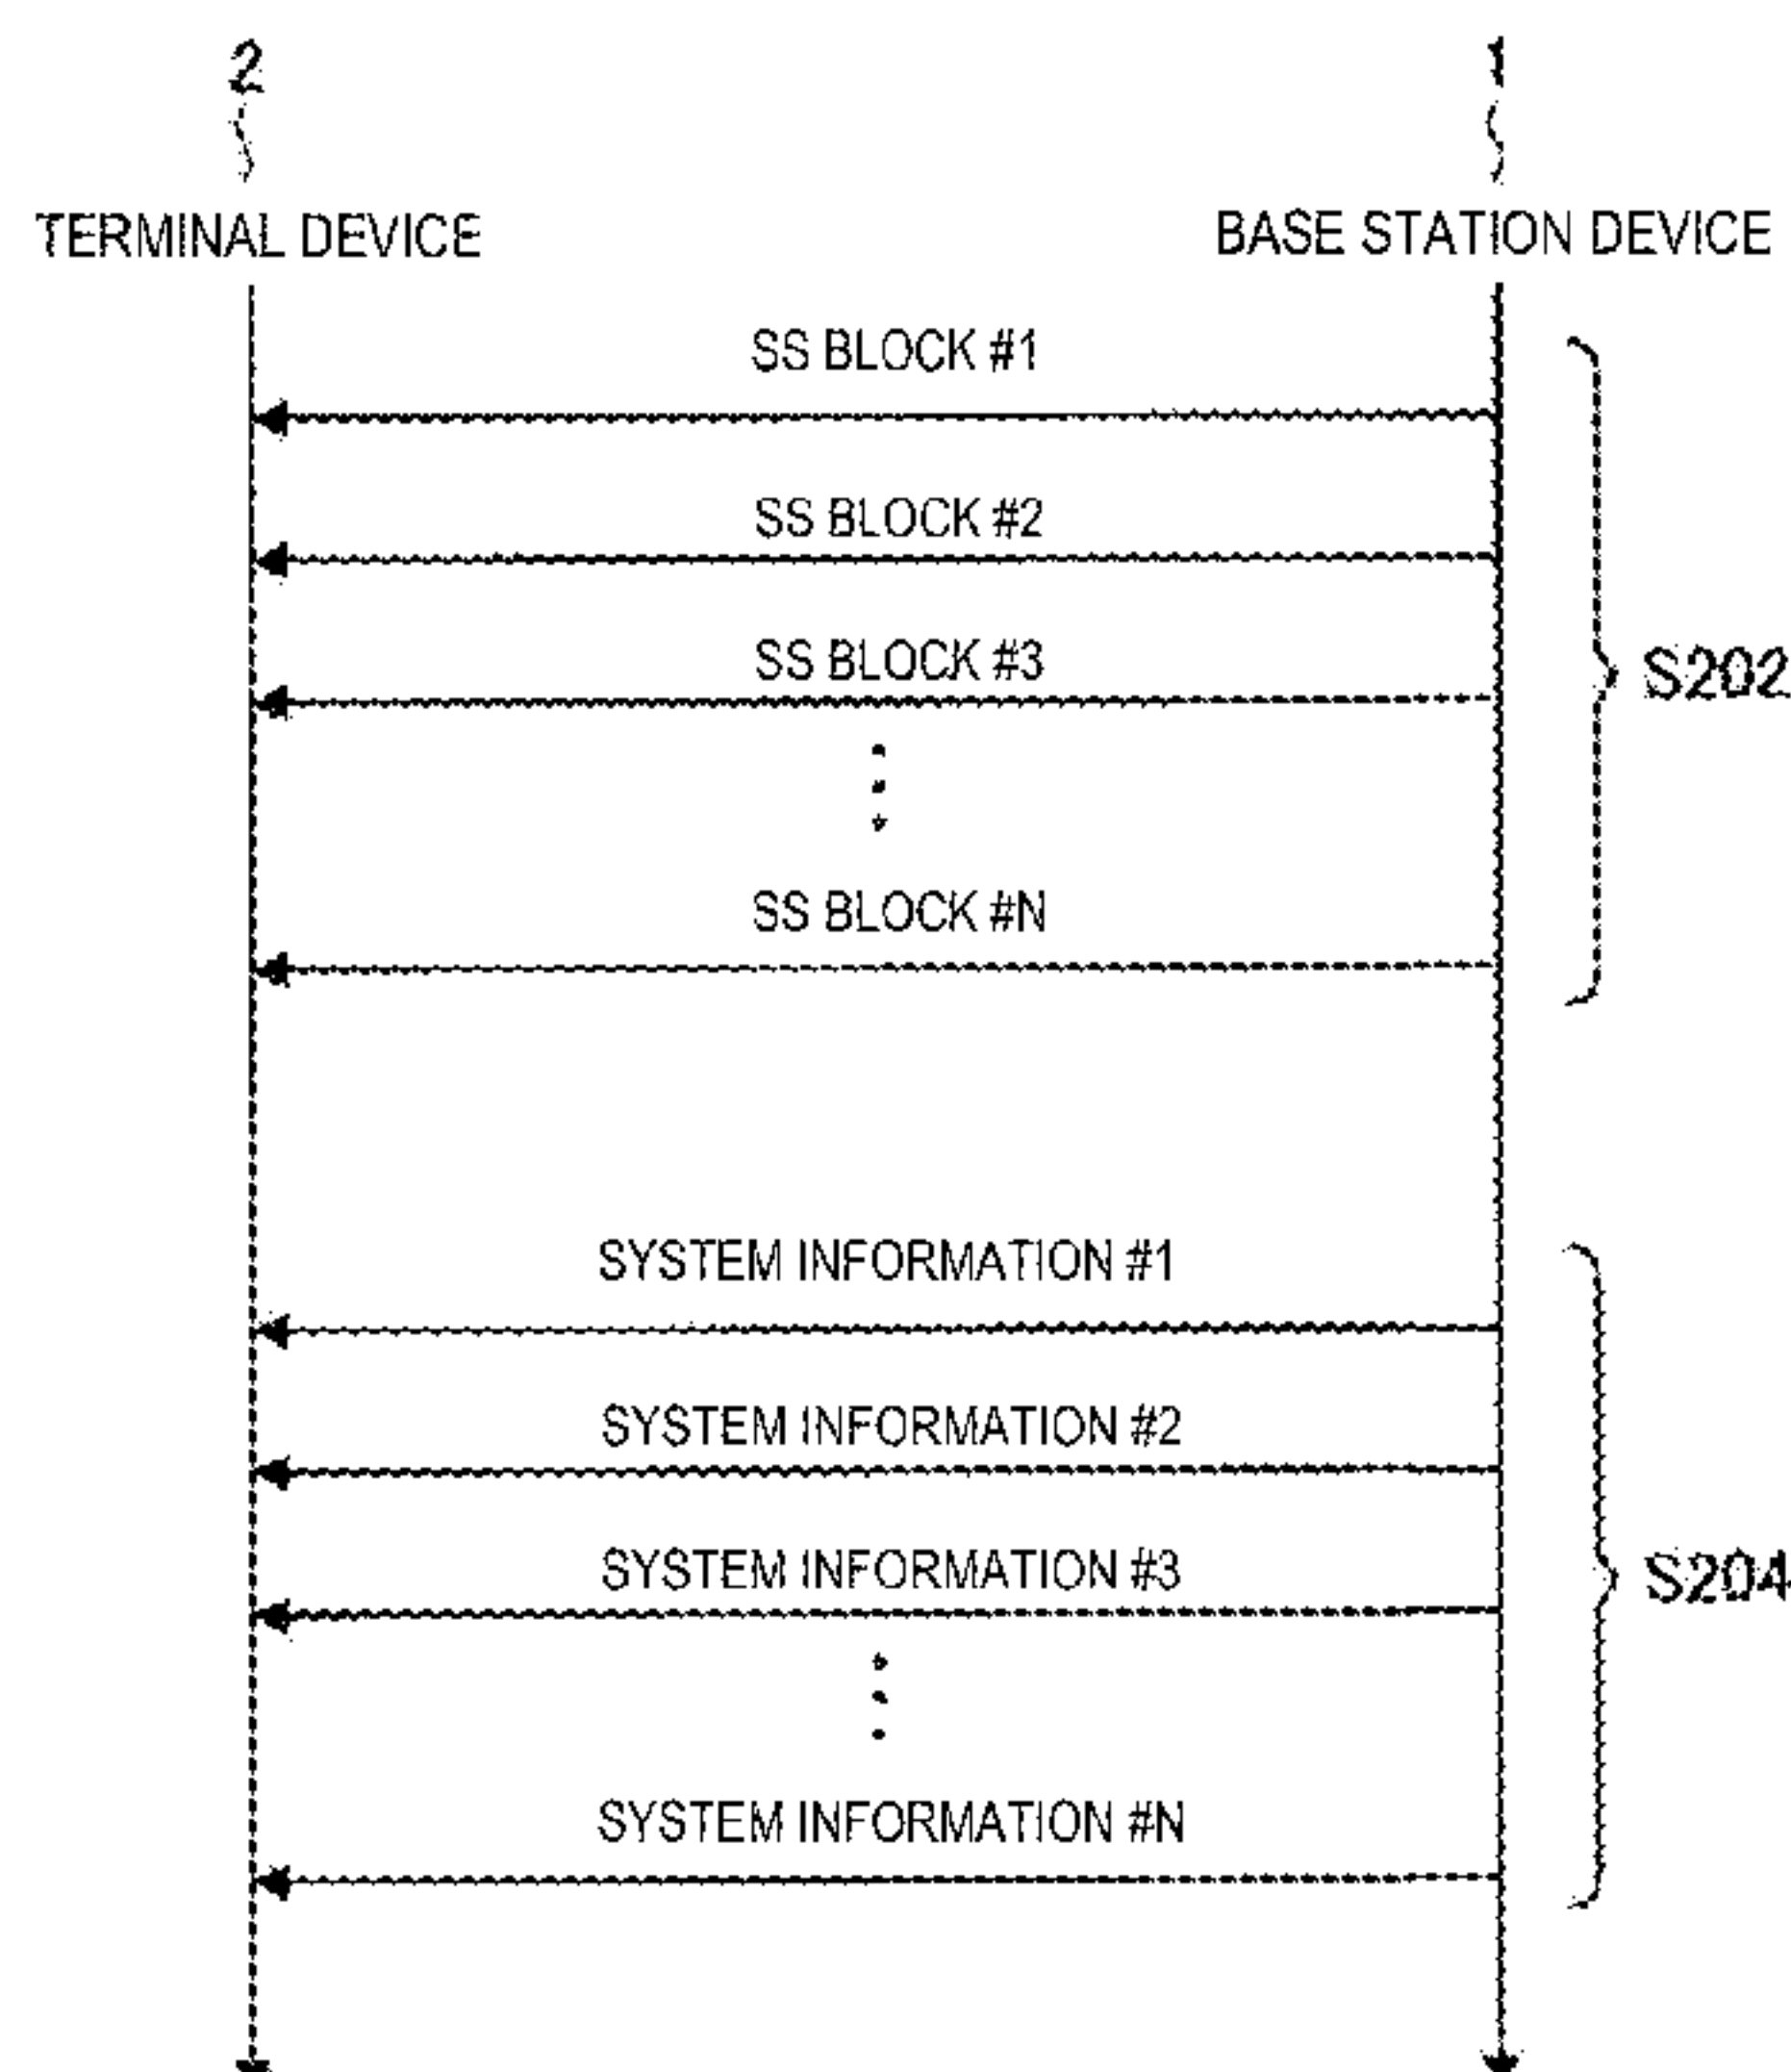 2
1
TERMINAL DEVICE
BASE STATION DEVICE
SS BLOCK #1
SS BLOCK #2
SS BLOCK #3
S202
SS BLOCK #N
SYSTEM INFORMATION #1
SYSTEM INFORMATION #2
SYSTEM INFORMATION #3
S204
SYSTEM INFORMATION #N